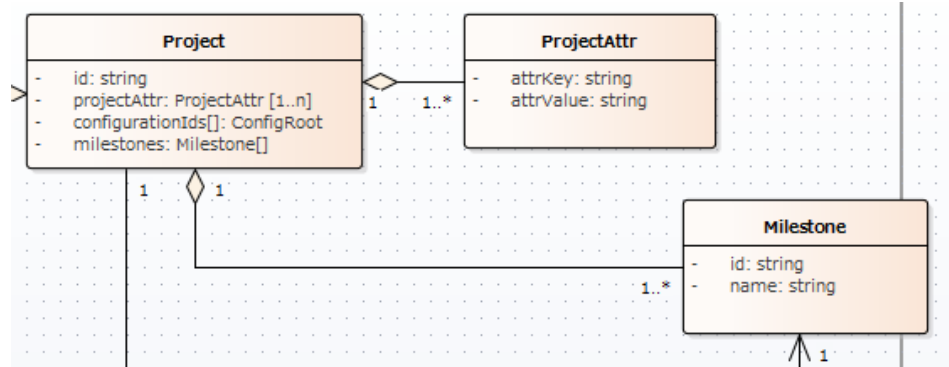 Project
- id: string
- projectAttr: ProjectAttr [1..n]
- configurationIds[]: ConfigRoot
- milestones: Milestone[]
ProjectAttr
- attrKey: string
- attrValue: string
1
1..*
1
1
Milestone
- id: string
- name: string
1..*
1